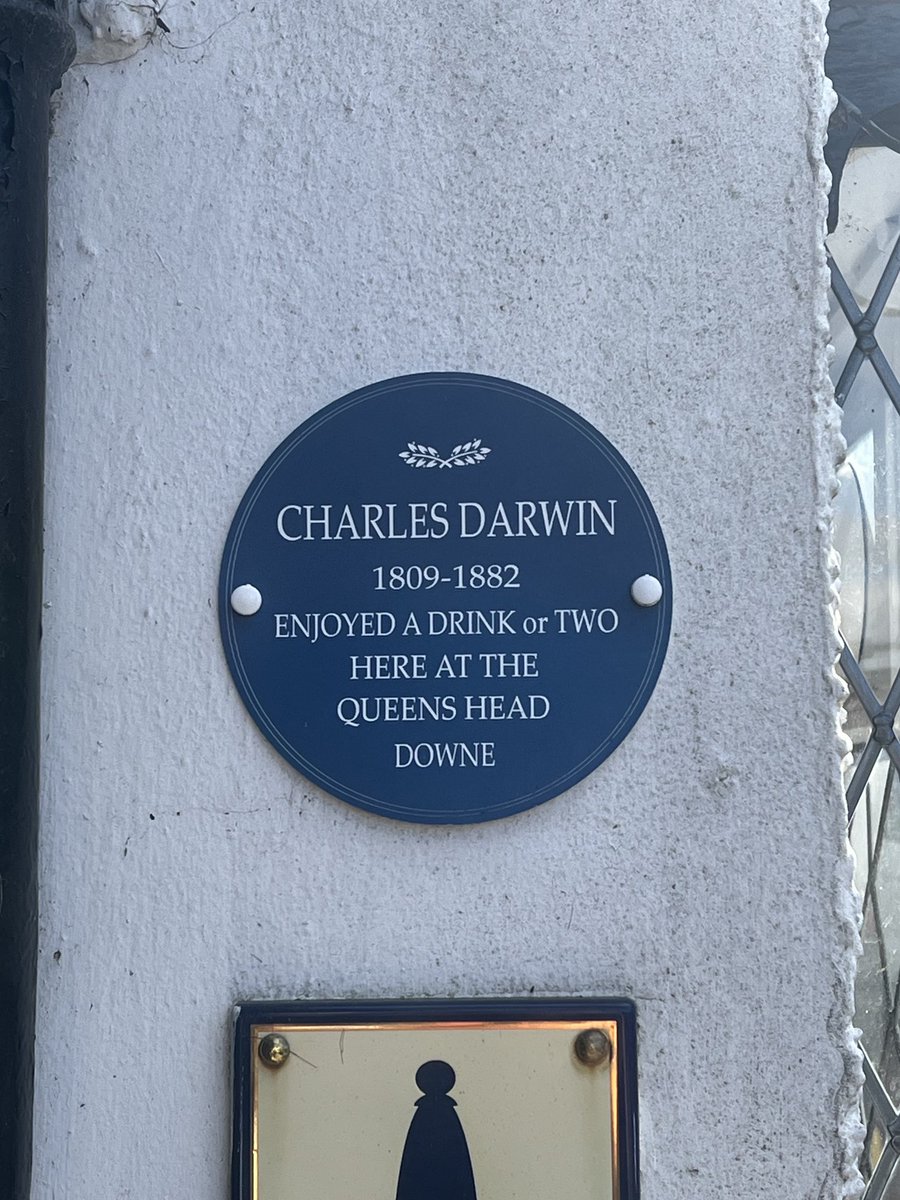 CHARLES DARWIN
1809-1882
ENJOYED A DRINK or TWO
HERE AT THE
QUEENS HEAD
DOWNE